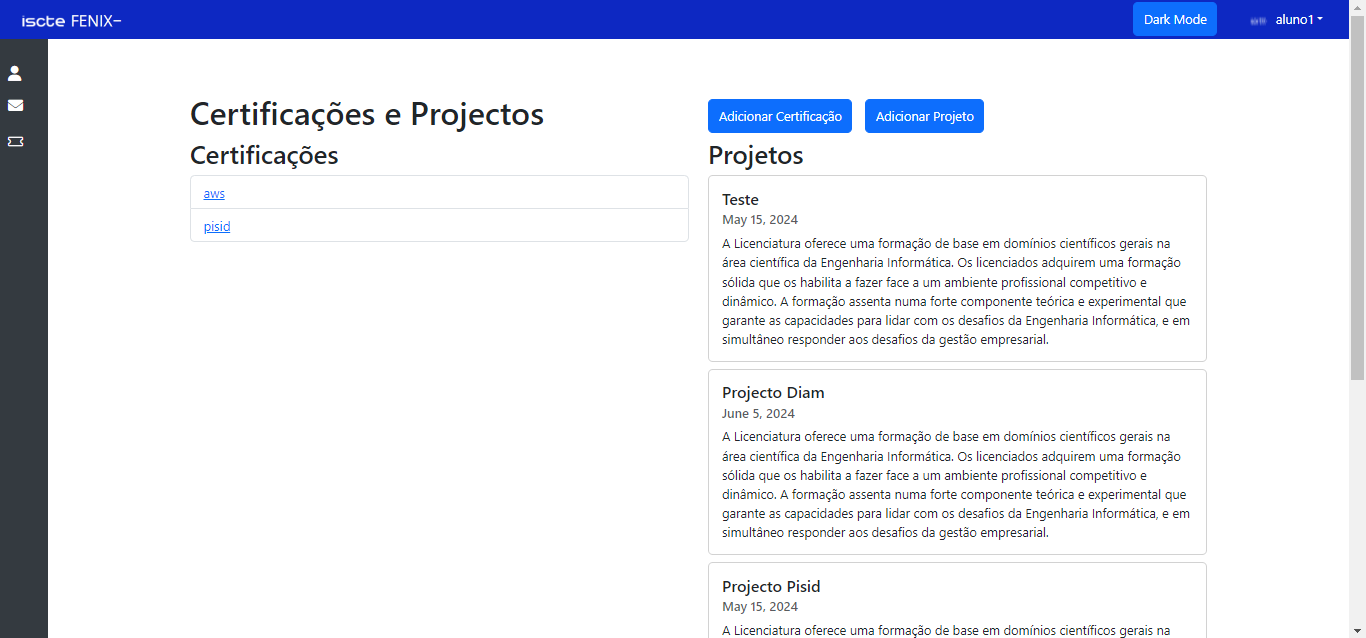 iscte FENIX–
Dark Mode
aluno1
Certificações e Projectos
Adicionar Certificação
Adicionar Projeto
Certificações
aws
pisid
Projetos
Teste
May 15, 2024
A Licenciatura oferece uma formação de base em domínios científicos gerais na
área científica da Engenharia Informática. Os licenciados adquirem uma formação
sólida que os habilita a fazer face a um ambiente profissional competitivo e
dinâmico. A formação assenta numa forte componente teórica e experimental que
garante as capacidades para lidar com os desafios da Engenharia Informática, e em
simultâneo responder aos desafios da gestão empresarial.
Projecto Diam
June 5, 2024
A Licenciatura oferece uma formação de base em domínios científicos gerais na
área científica da Engenharia Informática. Os licenciados adquirem uma formação
sólida que os habilita a fazer face a um ambiente profissional competitivo e
dinâmico. A formação assenta numa forte componente teórica e experimental que
garante as capacidades para lidar com os desafios da Engenharia Informática, e em
simultâneo responder aos desafios da gestão empresarial.
Projecto Pisid
May 15, 2024
A Licenciatura oferece uma formação de base em domínios científicos gerais na